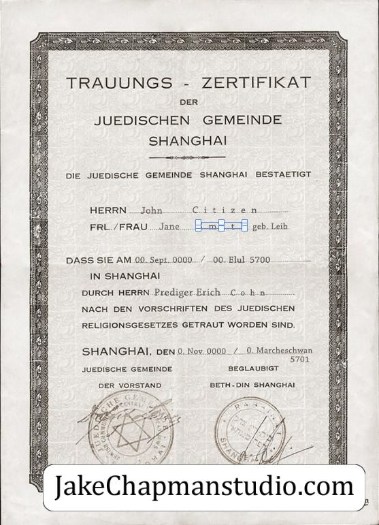 TRAUUNGS - ZERTIFIKAT
DER
JUEDISCHEN GEMEINDE
SHANGHAI
DIE JUEDISCHE GEMEINDE SHANGHAI BESTAETIGT
HERRN John Citizen
FRL./FRAU Jane geb. Leib
DASS SIE AM 00. Sept. 0000 / 00. Elul 5700
IN SHANGHAI
DURCH HERRN Prediger Erich Cohn
NACH DEN VORSCHRIFTEN DES JUEDISCHEN
RELIGIONSGESETZES GETRAUT WORDEN SIND.
SHANGHAI, DEN 0. Nov. 0000 / 0. Marcheschwan
5701
JUEDISCHE GEMEINDE BEGLAUBIGT
DER VORSTAND BETH-DIN SHANGHAI
JakeChapmanstudio.com